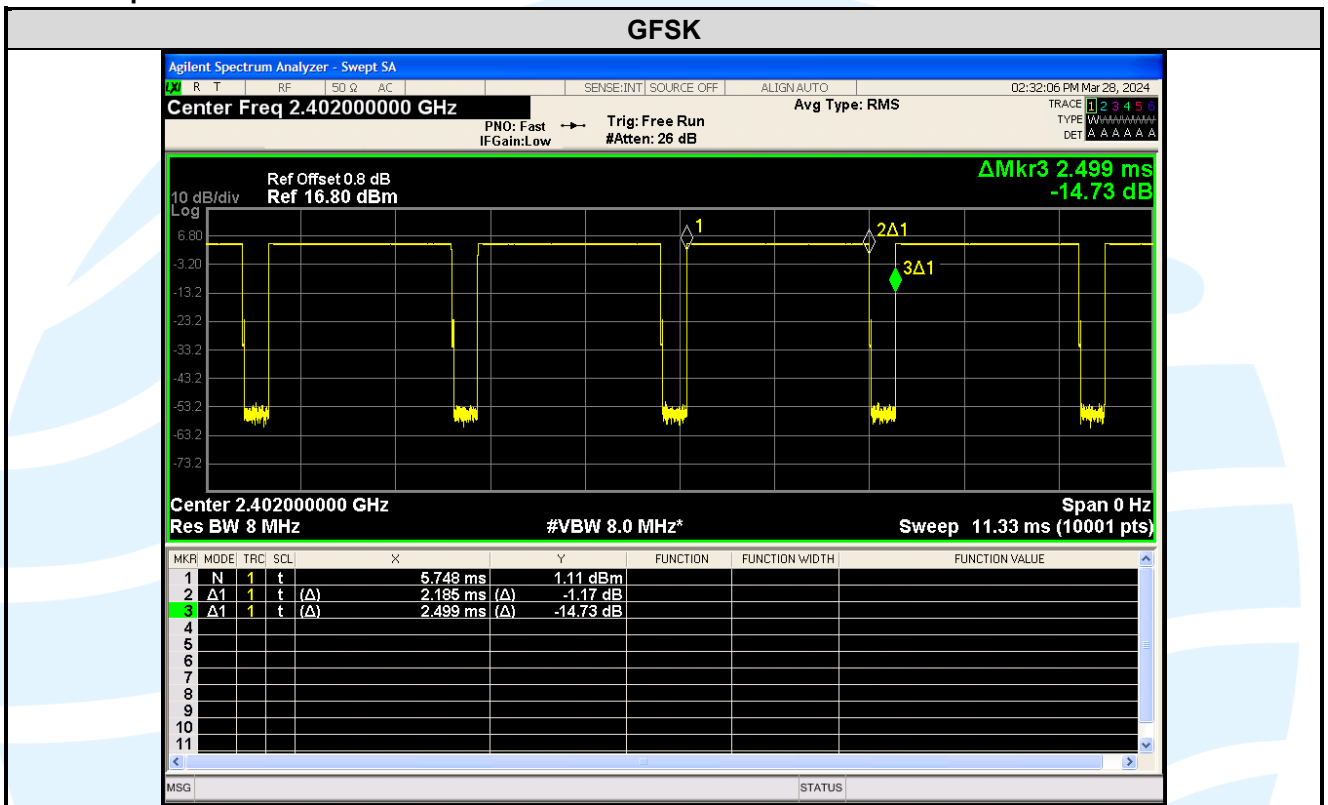 GFSK
Agilent Spectrum Analyzer - Swept SA
LXI R T RF 50 Ω AC SENSE:INT SOURCE OFF ALIGN AUTO 02:32:06 PM Mar 28, 2024
Center Freq 2.402000000 GHz Avg Type: RMS TRACE 1 2 3 4 5 6
PNO: Fast Trig: Free Run TYPE WWWWWW
IFGain:Low #Atten: 26 dB DET A A A A A A
ΔMkr3 2.499 ms
Ref Offset 0.8 dB
10 dB/div Ref 16.80 dBm -14.73 dB
Log
1
2Δ1
3Δ1
6.80
-3.20
-13.2
-23.2
-33.2
-43.2
-53.2
-63.2
-73.2
Center 2.402000000 GHz Span 0 Hz
Res BW 8 MHz #VBW 8.0 MHz* Sweep 11.33 ms (10001 pts)
MKR MODE TRC SCL X Y FUNCTION FUNCTION WIDTH FUNCTION VALUE
1 N 1 t 5.748 ms 1.11 dBm
2 Δ1 1 t (Δ) 2.185 ms (Δ) -1.17 dB
3 Δ1 1 t (Δ) 2.499 ms (Δ) -14.73 dB
4
5
6
7
8
9
10
11
MSG STATUS